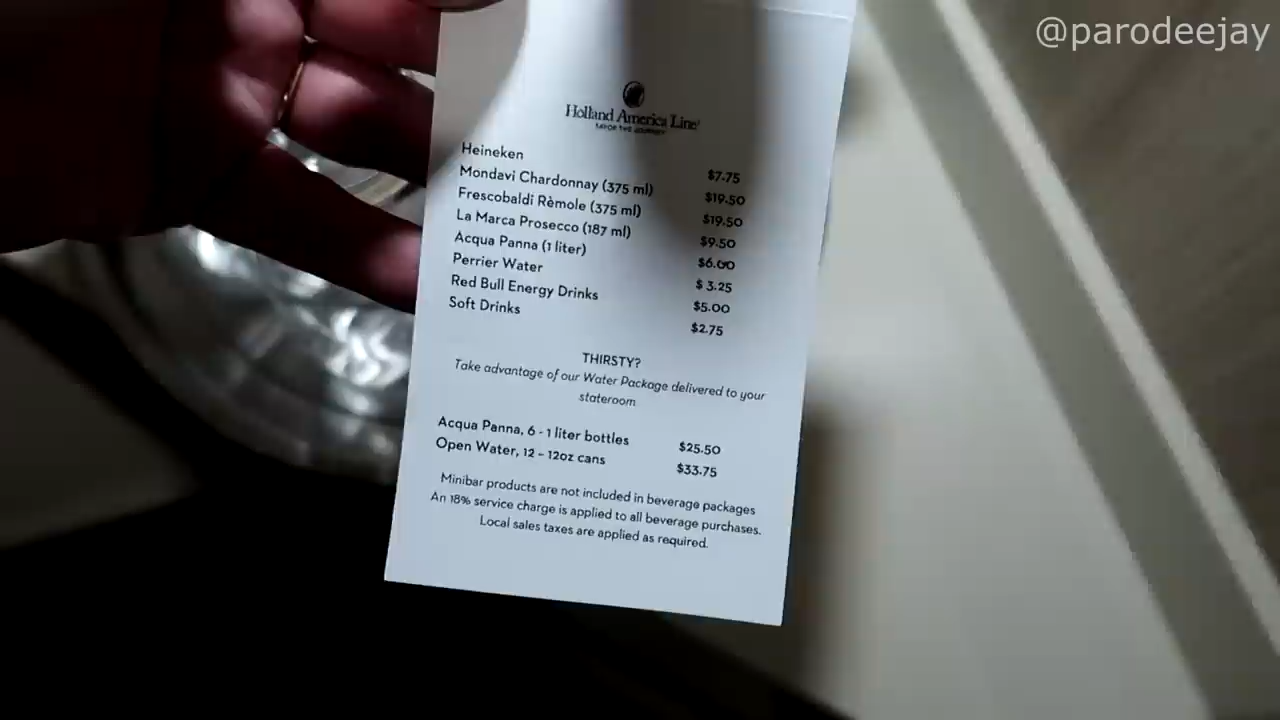 @parodeejay
Holland America Line
SAVOR THE JOURNEY
Heineken $7.75
Mondavi Chardonnay (375 ml) $19.50
Frescobaldi Rèmole (375 ml) $19.50
La Marca Prosecco (187 ml) $9.50
Acqua Panna (1 liter) $6.00
Perrier Water $ 3.25
Red Bull Energy Drinks $5.00
Soft Drinks $2.75
THIRSTY?
Take advantage of our Water Package delivered to your
stateroom
Acqua Panna, 6 - 1 liter bottles $25.50
Open Water, 12 - 12oz cans $33.75
Minibar products are not included in beverage packages
An 18% service charge is applied to all beverage purchases.
Local sales taxes are applied as required.